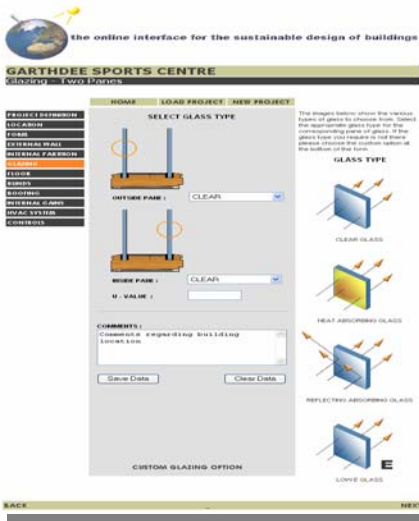 the online interface for the sustainable design of buildings
GARTHDEE SPORTS CENTRE
Glazing - Two Panes
HOME LOAD PROJECT NEW PROJECT
PROJECT DEFINITION
LOCATION
FORM
EXTERNAL WALL
INTERNAL PARTITION
GLAZING
FLOOR
BLINDS
ROOFING
INTERNAL GAINS
HVAC SYSTEM
CONTROLS
SELECT GLASS TYPE
OUTSIDE PANE : CLEAR
INSIDE PANE : CLEAR
U - VALUE :
COMMENTS :
Comments regarding building
location
Save Data Clear Data
CUSTOM GLAZING OPTION
The images below show the various
types of glass to choose from. Select
the appropriate glass type for the
corresponding pane of glass. If the
glass type you require is not there
please choose the custom option at
the bottom of the form.
GLASS TYPE
CLEAR GLASS
HEAT ABSORBING GLASS
REFLECTING ABSORBING GLASS
E
LOW E GLASS
BACK NEXT